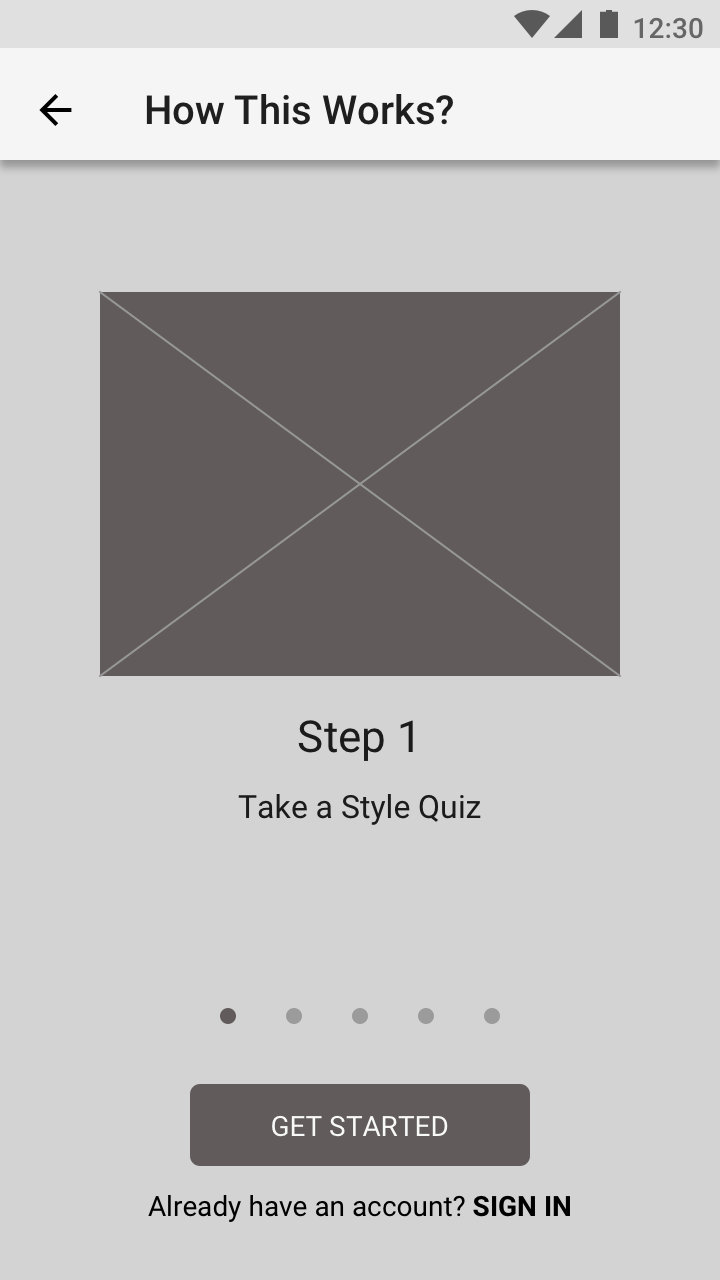 12:30
How This Works?
Step 1
Take a Style Quiz
GET STARTED
Already have an account? SIGN IN